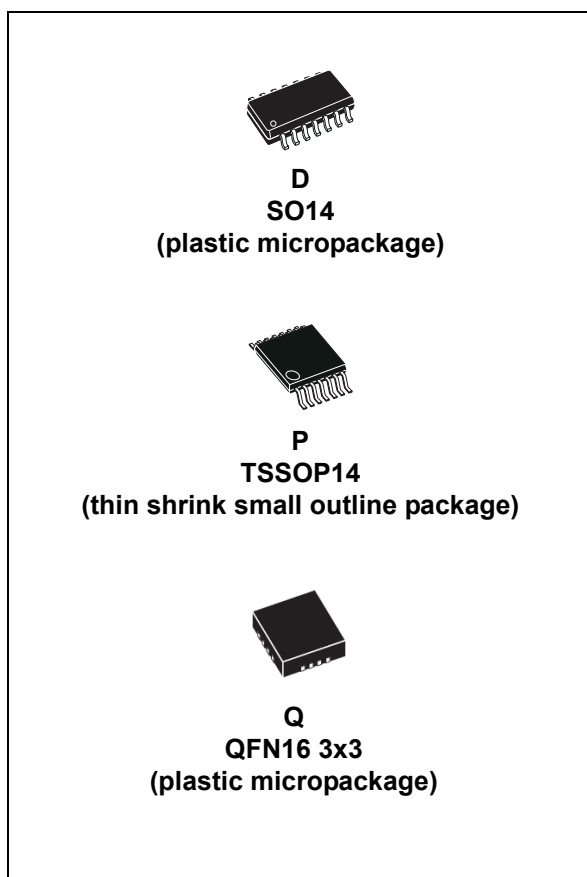 D
SO14
(plastic micropackage)
P
TSSOP14
(thin shrink small outline package)
Q
QFN16 3x3
(plastic micropackage)